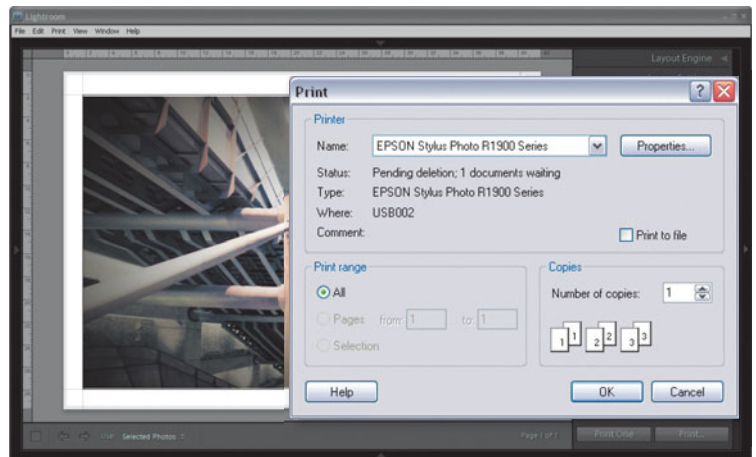 Lightroom
File Edit Print View Window Help
Layout Engine
Print
Printer
Name: EPSON Stylus Photo R1900 Series Properties...
Status: Pending deletion; 1 documents waiting
Type: EPSON Stylus Photo R1900 Series
Where: USB002
Comment:
Print to file
Print range
All
Pages from: 1 to: 1
Selection
Copies
Number of copies: 1
1 1 2 2 3 3
Help OK Cancel
Use: Selected Photos Page 1 of 1 Print One Print...